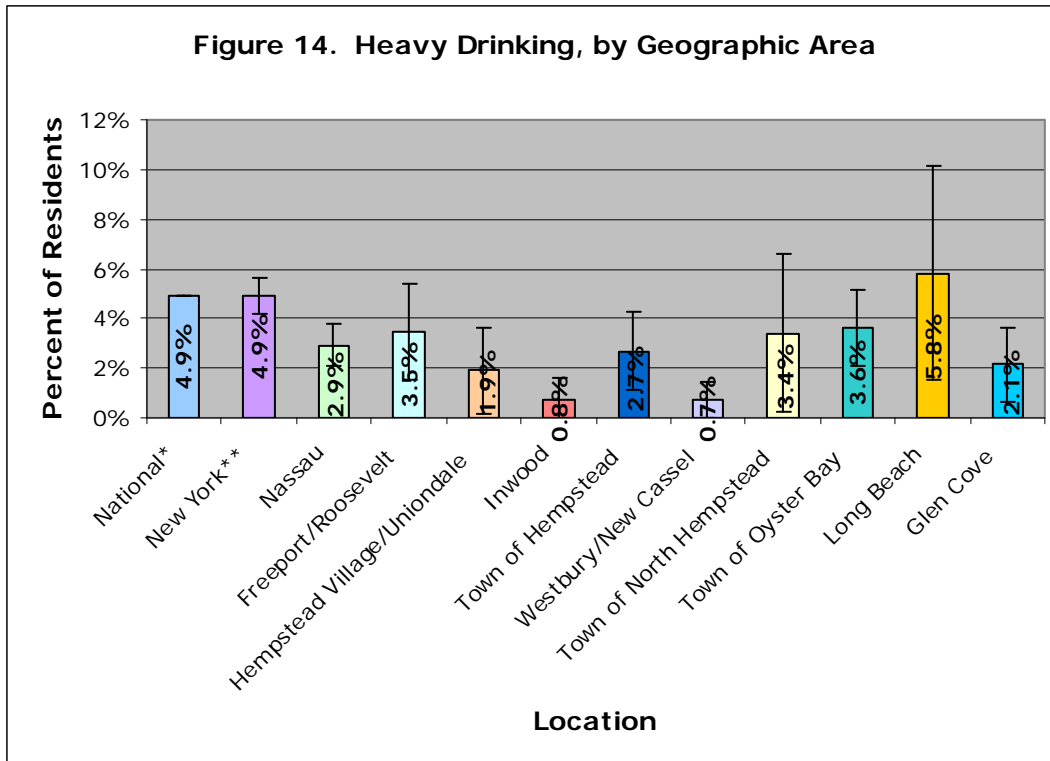 Figure 14. Heavy Drinking, by Geographic Area
Percent of Residents
12%
10%
8%
6%
4%
2%
0%
4.9%
4.9%
2.9%
3.5%
1.9%
0.8%
2.7%
0.7%
3.4%
3.6%
5.8%
2.1%
National*
New York**
Nassau
Freeport/Roosevelt
Hempstead Village/Uniondale
Inwood
Town of Hempstead
Westbury/New Cassel
Town of North Hempstead
Town of Oyster Bay
Long Beach
Glen Cove
Location